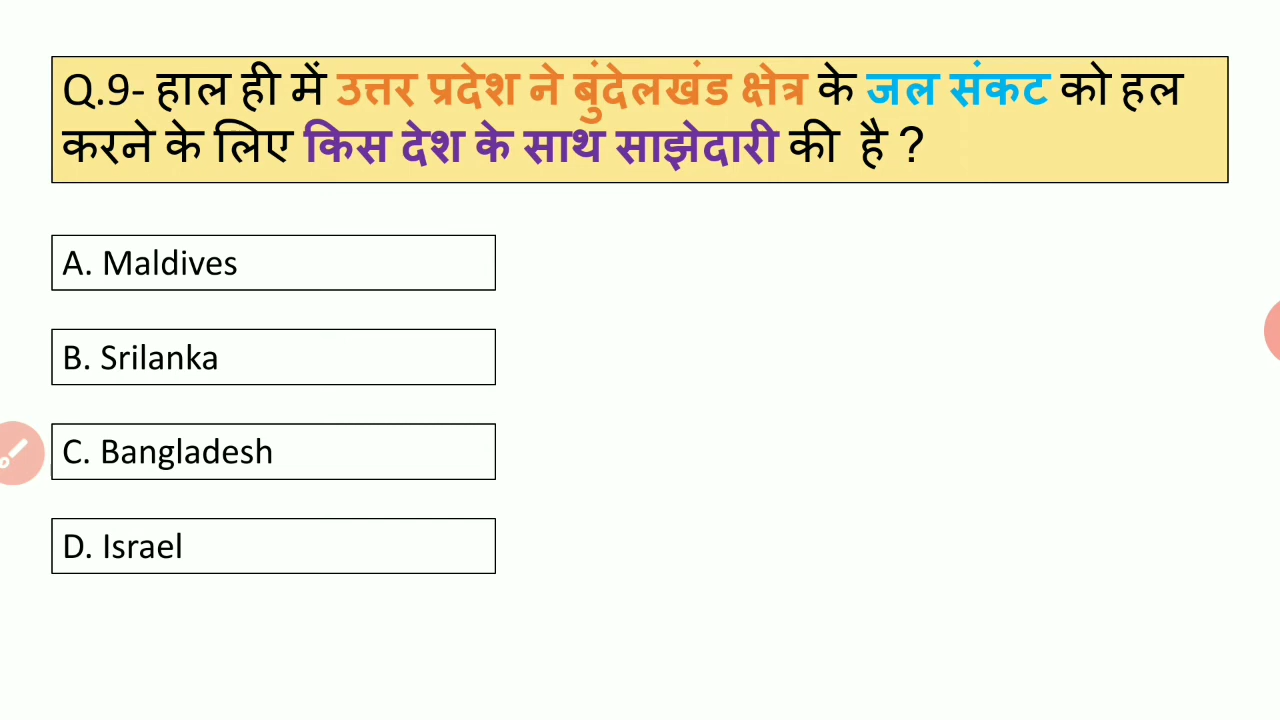 Q.9- हाल ही में उत्तर प्रदेश ने बुंदेलखंड क्षेत्र के जल संकट को हल
करने के लिए किस देश के साथ साझेदारी की है ?
A. Maldives
B. Srilanka
C. Bangladesh
D. Israel